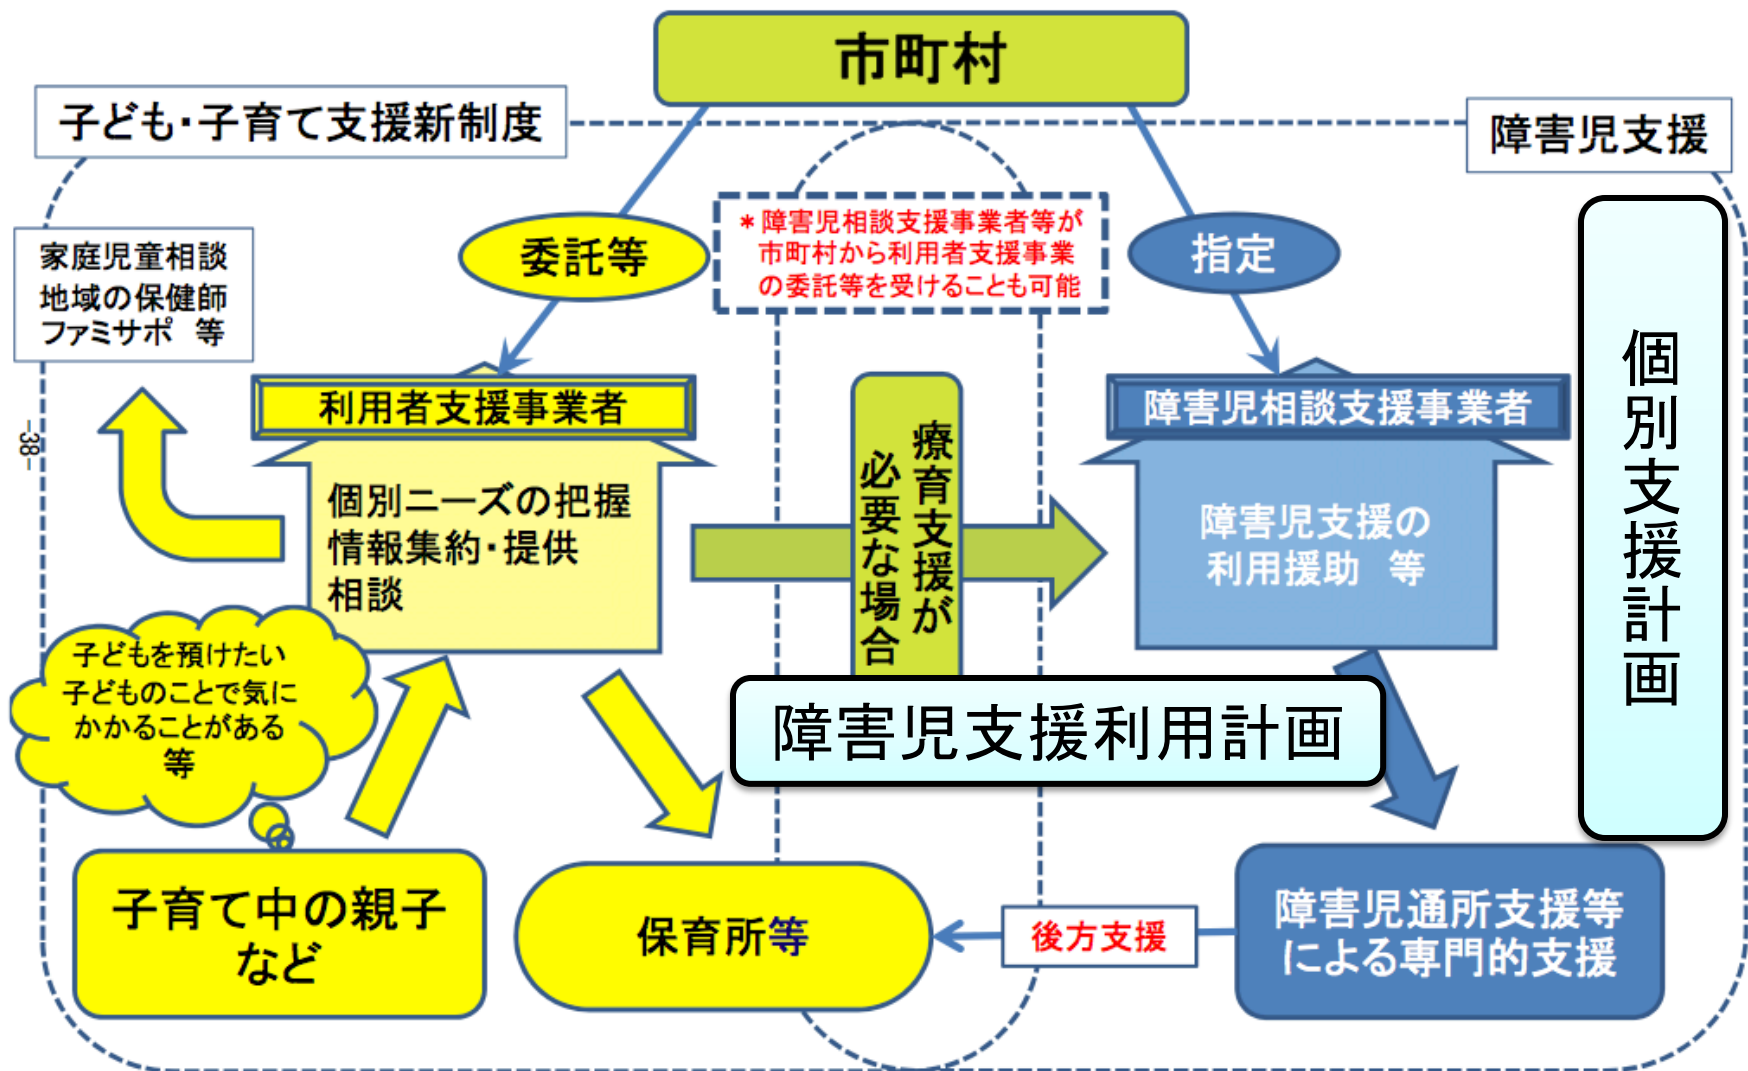 市町村
子ども・子育て支援新制度
障害児支援
家庭児童相談
地域の保健師
ファミサポ 等
委託等
＊障害児相談支援事業者等が
市町村から利用者支援事業
の委託等を受けることも可能
指定
個別支援計画
利用者支援事業者
個別ニーズの把握
情報集約・提供
相談
療育支援が
必要な場合
障害児相談支援事業者
障害児支援の
利用援助 等
-38-
子どもを預けたい
子どものことで気に
かかることがある
等
障害児支援利用計画
子育て中の親子
など
保育所等
後方支援
障害児通所支援等
による専門的支援